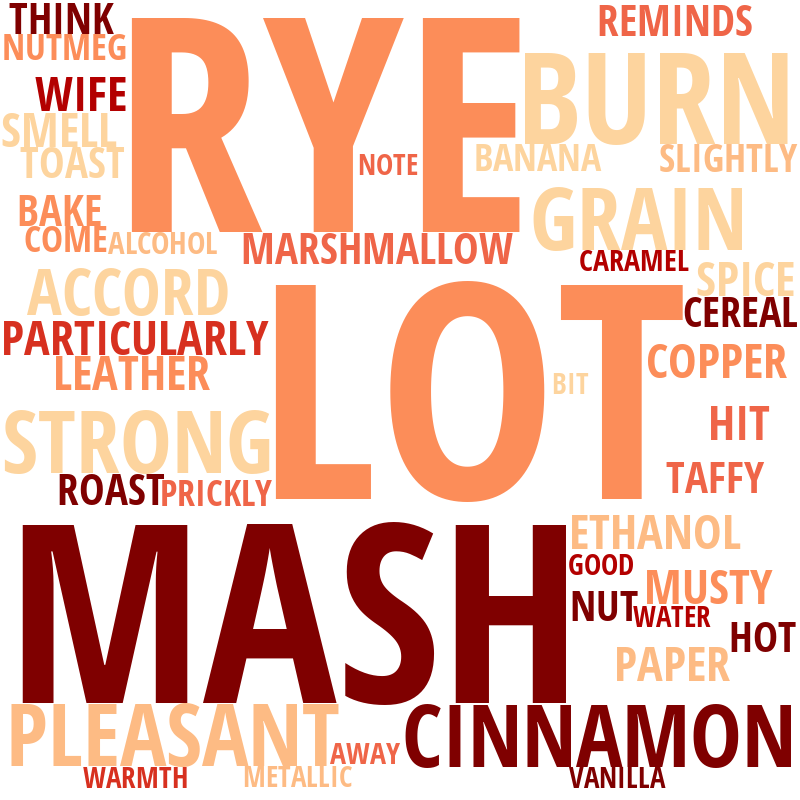 THINK
REMINDS
NUTMEG
RYE
WIFE
BURN
SMELL
TOAST
NOTE
BANANA
SLIGHTLY
BAKE
GRAIN
COME
ALCOHOL
MARSHMALLOW
CARAMEL
ACCORD
SPICE
CEREAL
LOT
PARTICULARLY
LEATHER
COPPER
BIT
STRONG
HIT
ROAST
PRICKLY
TAFFY
MASH
ETHANOL
GOOD
MUSTY
NUT
WATER
HOT
PAPER
PLEASANT
CINNAMON
AWAY
WARMTH
METALLIC
VANILLA